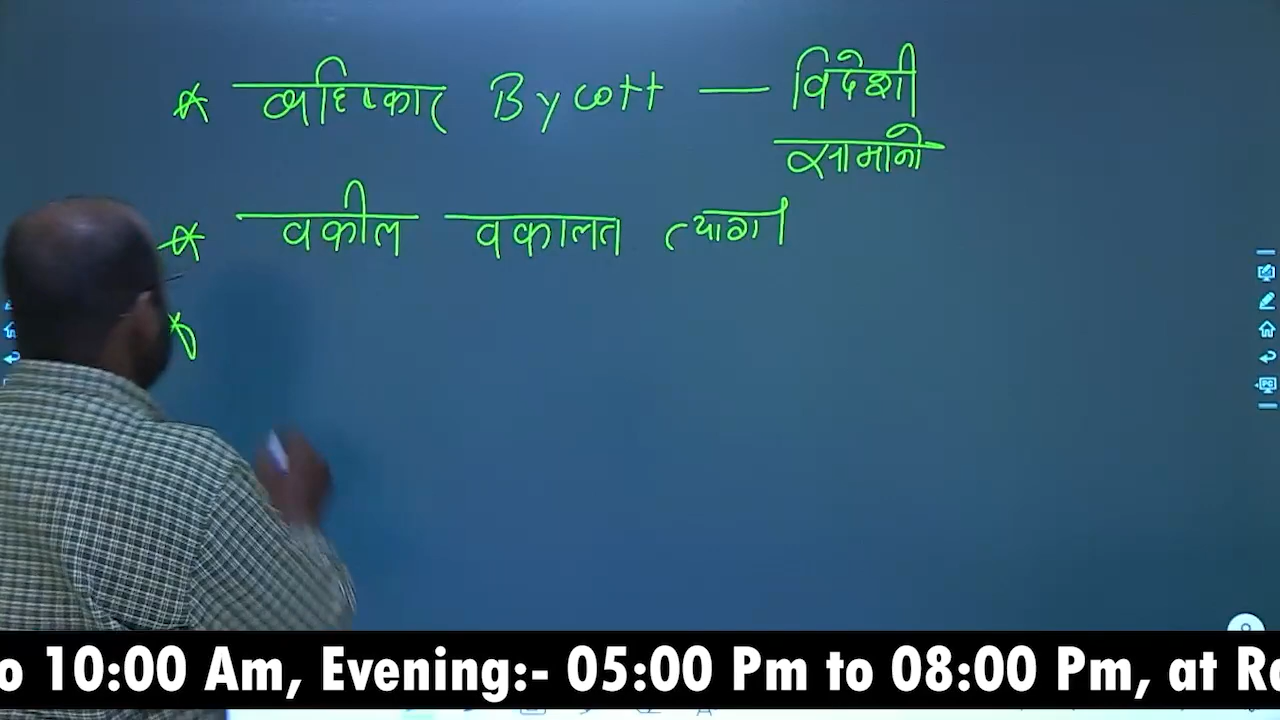 बहिष्कार Bycott — विदेशी
सामानो
वकील वकालत त्यागा
o 10:00 Am, Evening:- 05:00 Pm to 08:00 Pm, at Ra